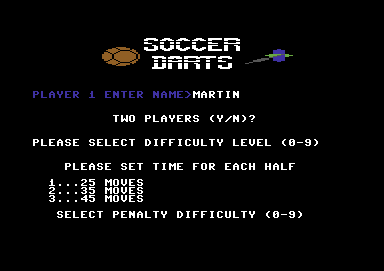 SOCCER
DARTS
PLAYER 1 ENTER NAME>MARTIN
TWO PLAYERS (Y/N)?
PLEASE SELECT DIFFICULTY LEVEL (0-9)
PLEASE SET TIME FOR EACH HALF
1...25 MOVES
2...35 MOVES
3...45 MOVES
SELECT PENALTY DIFFICULTY (0-9)